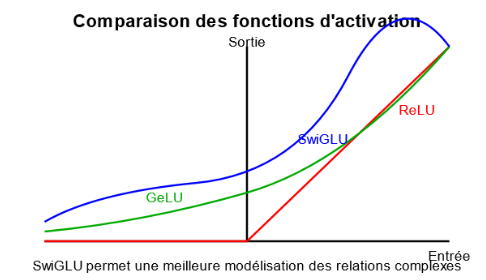 Comparaison des fonctions d'activation
Sortie
ReLU
SwiGLU
GeLU
Entrée
SwiGLU permet une meilleure modélisation des relations complexes